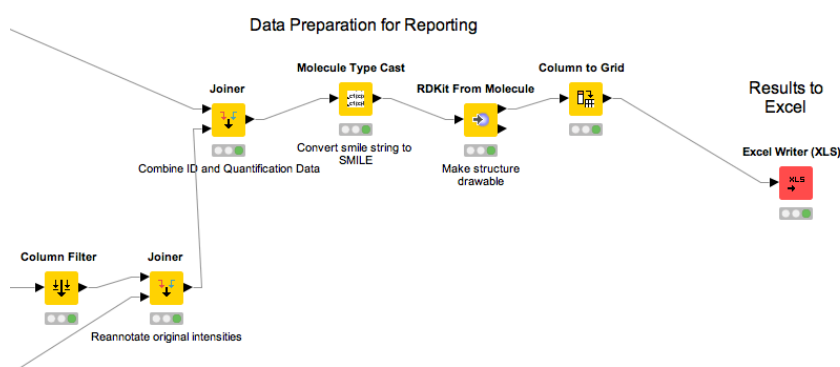 Data Preparation for Reporting
Joiner
Molecule Type Cast
RDKit From Molecule
Column to Grid
Results to
Excel
Excel Writer (XLS)
XLS
Combine ID and Quantification Data
Convert smile string to
SMILE
Make structure
drawable
Column Filter
Joiner
Reannotate original intensities